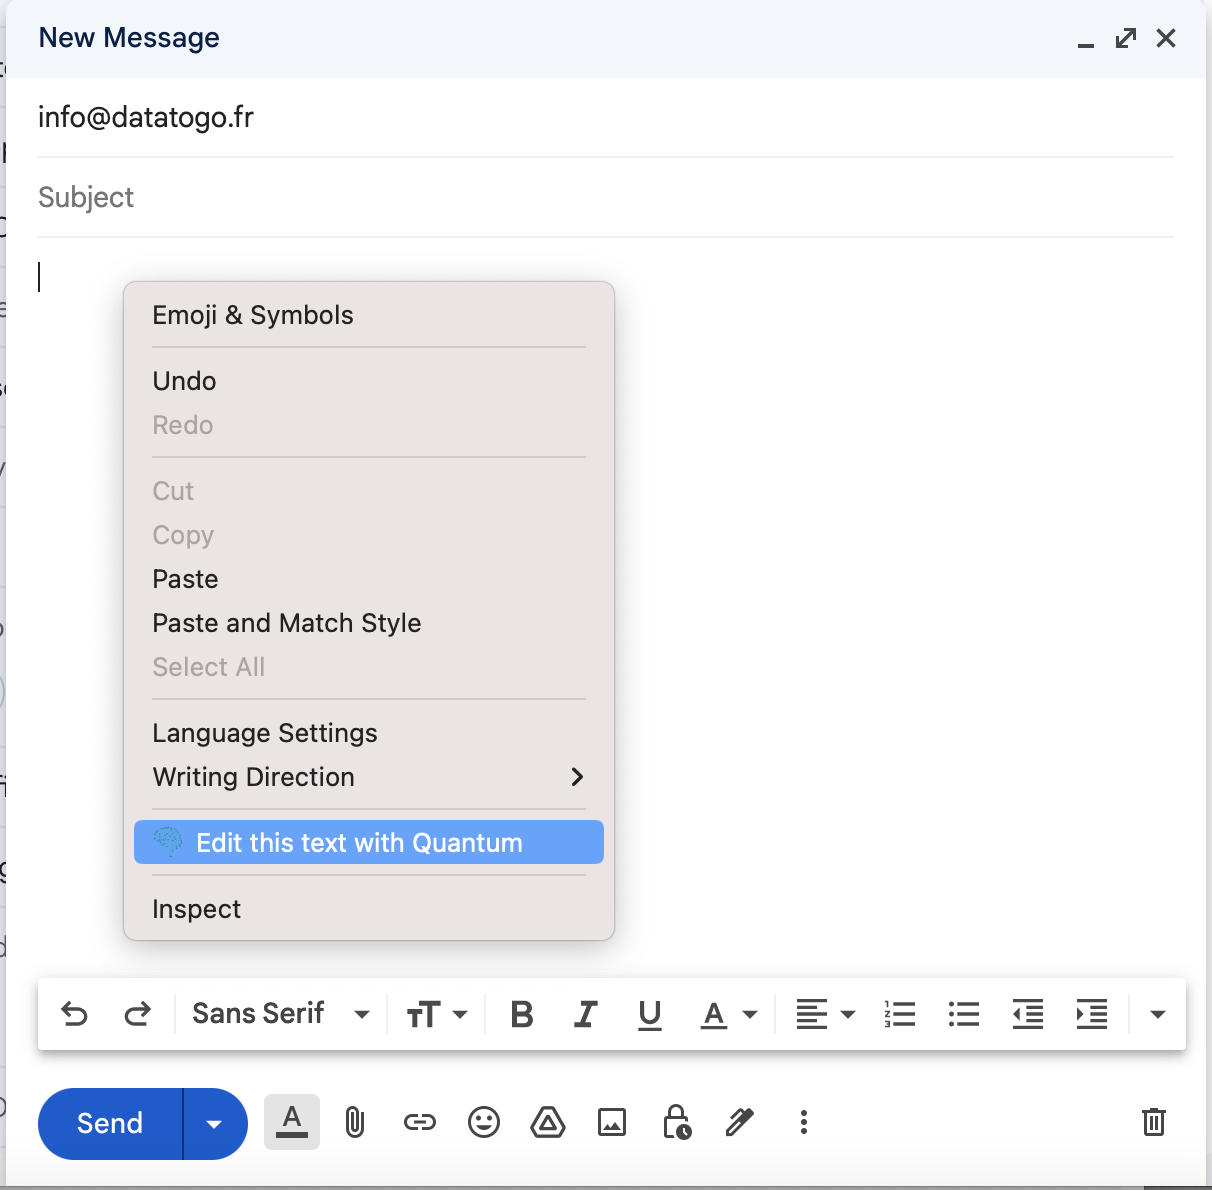 New Message
info@datatogo.fr
Subject
Emoji & Symbols
Undo
Redo
Cut
Copy
Paste
Paste and Match Style
Select All
Language Settings
Writing Direction
Edit this text with Quantum
Inspect
Sans Serif
Send